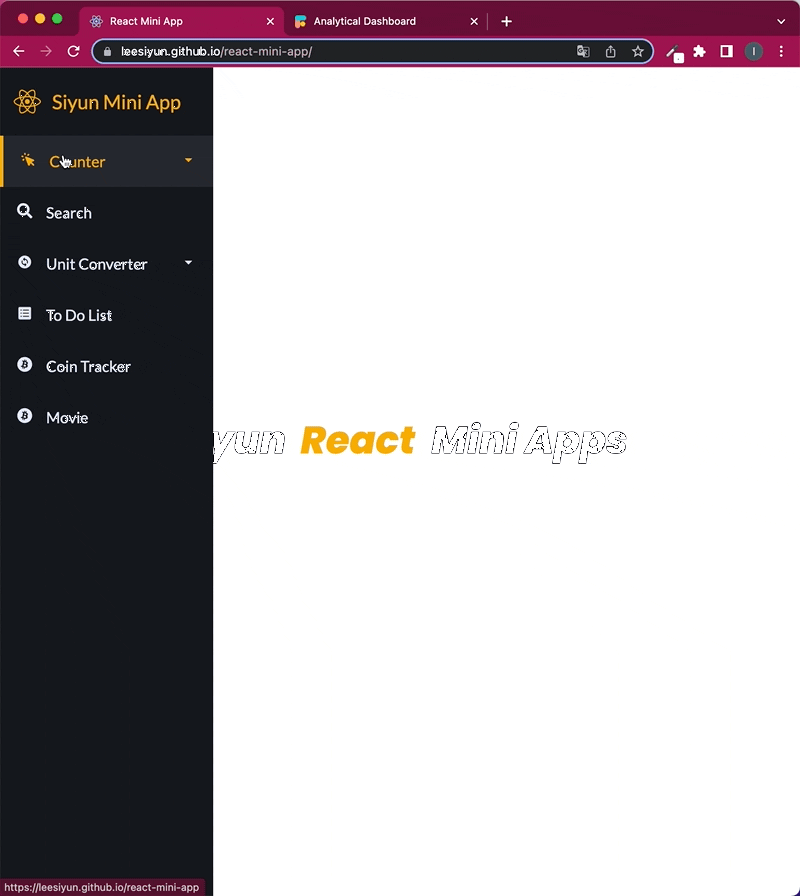 React Mini App
Analytical Dashboard
leesiyun.github.io/react-mini-app/
I
Siyun Mini App
Counter
Search
Unit Converter
To Do List
Coin Tracker
Movie
yun React Mini Apps
https://leesiyun.github.io/react-mini-app